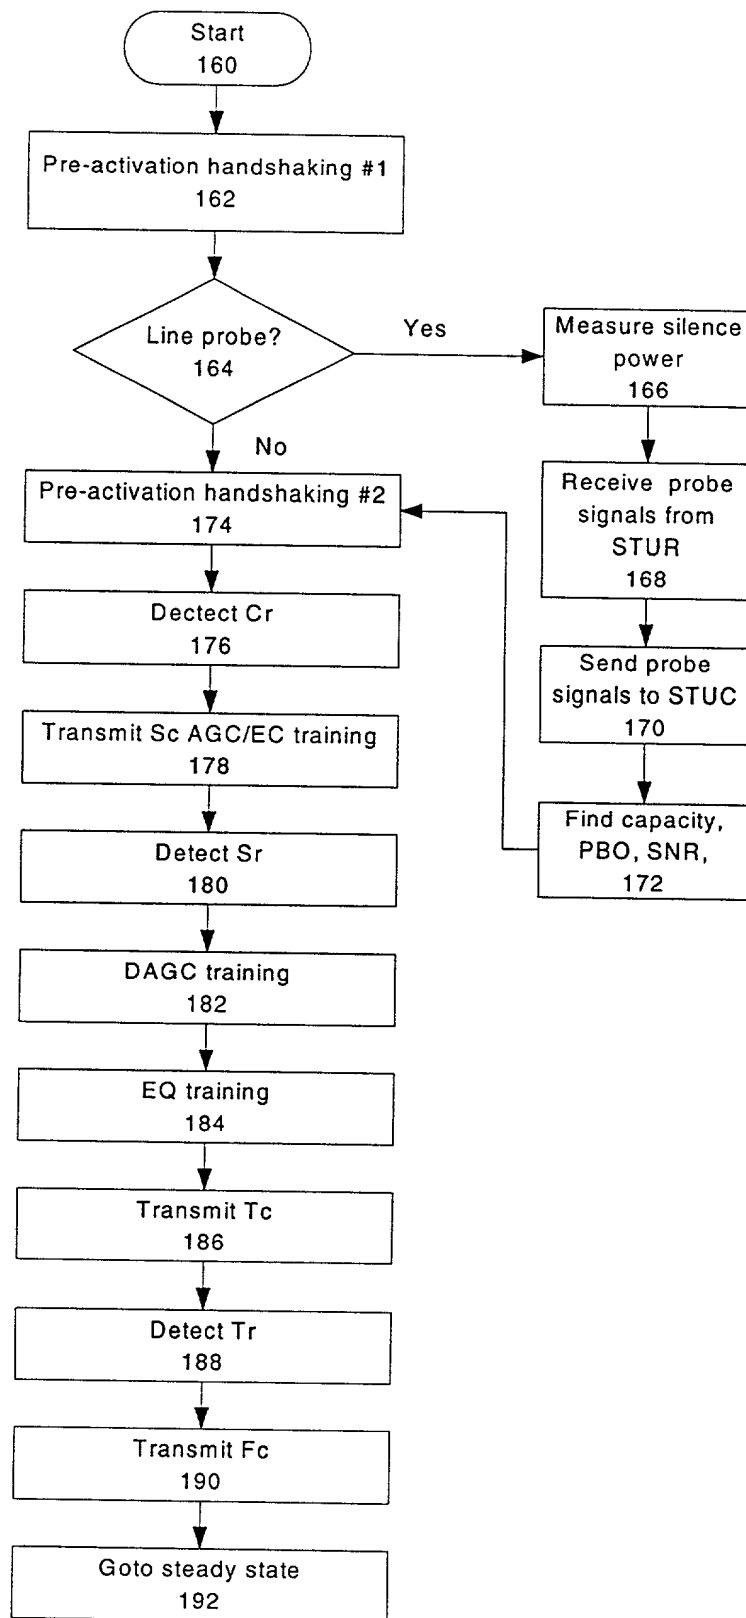 Start
160
Pre-activation handshaking #1
162
Line probe?
164
Yes
No
Measure silence
power
166
Receive probe
signals from
STUR
168
Send probe
signals to STUC
170
Find capacity,
PBO, SNR,
172
Pre-activation handshaking #2
174
Dectect Cr
176
Transmit Sc AGC/EC training
178
Detect Sr
180
DAGC training
182
EQ training
184
Transmit Tc
186
Detect Tr
188
Transmit Fc
190
Goto steady state
192